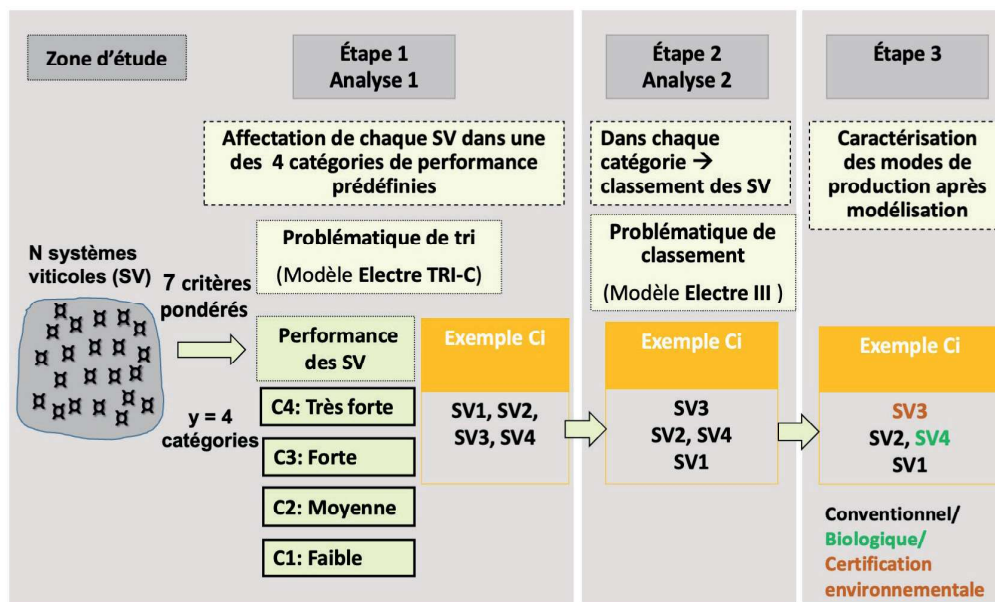 Zone d'étude
Étape 1
Analyse 1
Affectation de chaque SV dans une
des 4 catégories de performance
prédéfinies
Problématique de tri
(Modèle Electre TRI-C)
N systèmes
viticoles (SV)
7 critères
pondérés
y = 4
catégories
Performance
des SV
C4: Très forte
C3: Forte
C2: Moyenne
C1: Faible
Exemple Ci
SV1, SV2,
SV3, SV4
Étape 2
Analyse 2
Dans chaque
catégorie →
classement des SV
Problématique de
classement
(Modèle Electre III )
Exemple Ci
SV3
SV2, SV4
SV1
Étape 3
Caractérisation
des modes de
production après
modélisation
Exemple Ci
SV3
SV2, SV4
SV1
Conventionnel/
Biologique/
Certification
environnementale